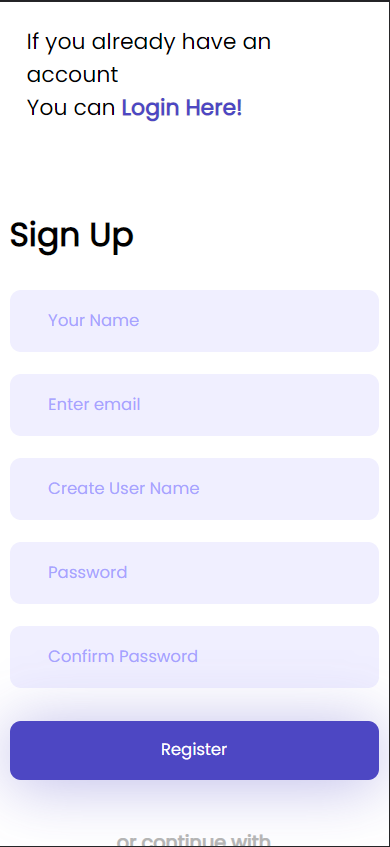 If you already have an
account
You can Login Here!
Sign Up
Your Name
Enter email
Create User Name
Password
Confirm Password
Register
or continue with